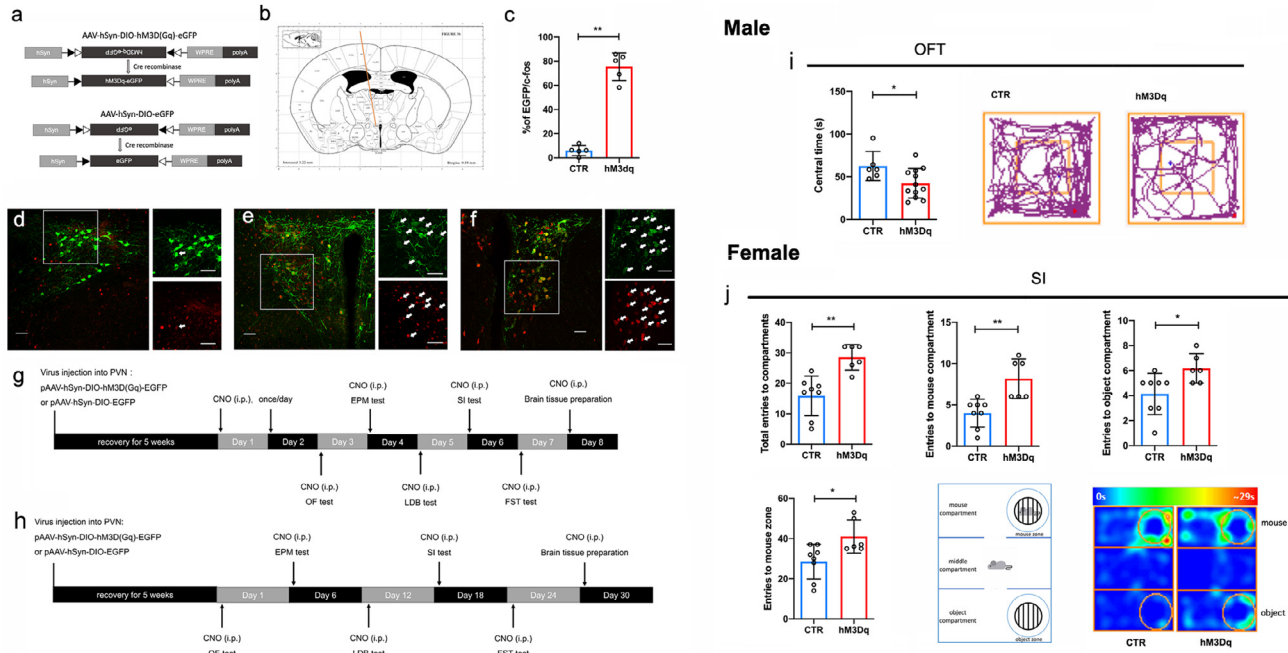 a
AAV-hSyn-DIO-hM3D(Gq)-eGFP
hSyn
hM3Dq-eGFP
WPRE
polyA
Cre recombinase
hSyn
hM3Dq-eGFP
WPRE
polyA
AAV-hSyn-DIO-eGFP
hSyn
eGFP
WPRE
polyA
Cre recombinase
hSyn
eGFP
WPRE
polyA
b
c
**
%of EGFP/c-fos
100
80
60
40
20
0
CTR
hM3dq
d
e
f
g
Virus injection into PVN :
pAAV-hSyn-DIO-hM3D(Gq)-EGFP
or pAAV-hSyn-DIO-EGFP
CNO (i.p.), once/day
CNO (i.p.)
EPM test
CNO (i.p.)
SI test
CNO (i.p.)
Brain tissue preparation
recovery for 5 weeks
Day 1
Day 2
Day 3
Day 4
Day 5
Day 6
Day 7
Day 8
CNO (i.p.)
OF test
CNO (i.p.)
LDB test
CNO (i.p.)
FST test
h
Virus injection into PVN:
pAAV-hSyn-DIO-hM3D(Gq)-EGFP
or pAAV-hSyn-DIO-EGFP
CNO (i.p.)
EPM test
CNO (i.p.)
SI test
CNO (i.p.)
Brain tissue preparation
recovery for 5 weeks
Day 1
Day 6
Day 12
Day 18
Day 24
Day 30
CNO (i.p.)
OF test
CNO (i.p.)
LDB test
CNO (i.p.)
FST test
Male
i
OFT
*
Central time (s)
150
100
50
0
CTR
hM3Dq
CTR
hM3Dq
Female
j
SI
**
Total entries to compartments
40
30
20
10
0
CTR
hM3Dq
**
Entries to mouse compartment
15
10
5
0
CTR
hM3Dq
*
Entries to object compartment
10
8
6
4
2
0
CTR
hM3Dq
*
Entries to mouse zone
60
40
20
0
CTR
hM3Dq
mouse
compartment
mouse zone
middle
compartment
object
compartment
object zone
0s
~29s
mouse
object
CTR
hM3Dq